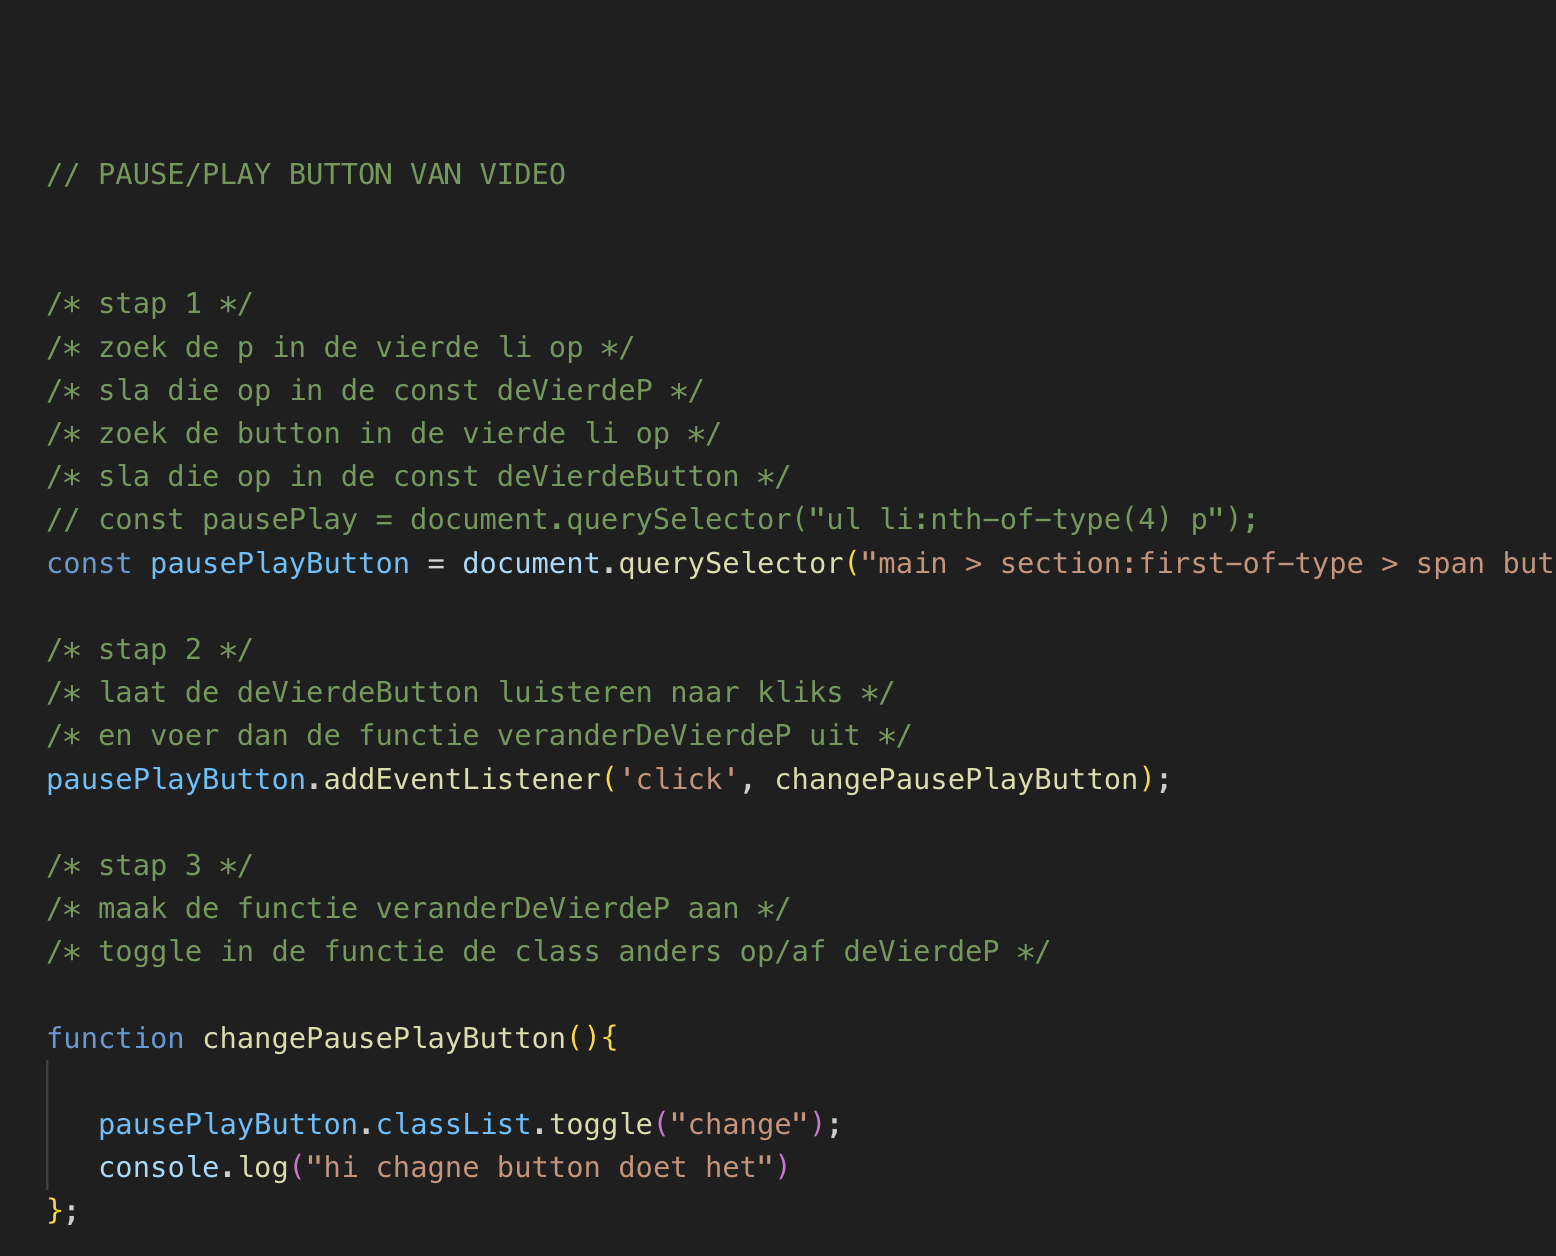 // PAUSE/PLAY BUTTON VAN VIDEO
/* stap 1 */
/* zoek de p in de vierde li op */
/* sla die op in de const deVierdeP */
/* zoek de button in de vierde li op */
/* sla die op in de const deVierdeButton */
// const pausePlay = document.querySelector("ul li:nth-of-type(4) p");
const pausePlayButton = document.querySelector("main > section:first-of-type > span but
/* stap 2 */
/* laat de deVierdeButton luisteren naar kliks */
/* en voer dan de functie veranderDeVierdeP uit */
pausePlayButton.addEventListener('click', changePausePlayButton);
/* stap 3 */
/* maak de functie veranderDeVierdeP aan */
/* toggle in de functie de class anders op/af deVierdeP */
function changePausePlayButton(){
pausePlayButton.classList.toggle("change");
console.log("hi chagne button doet het")
};